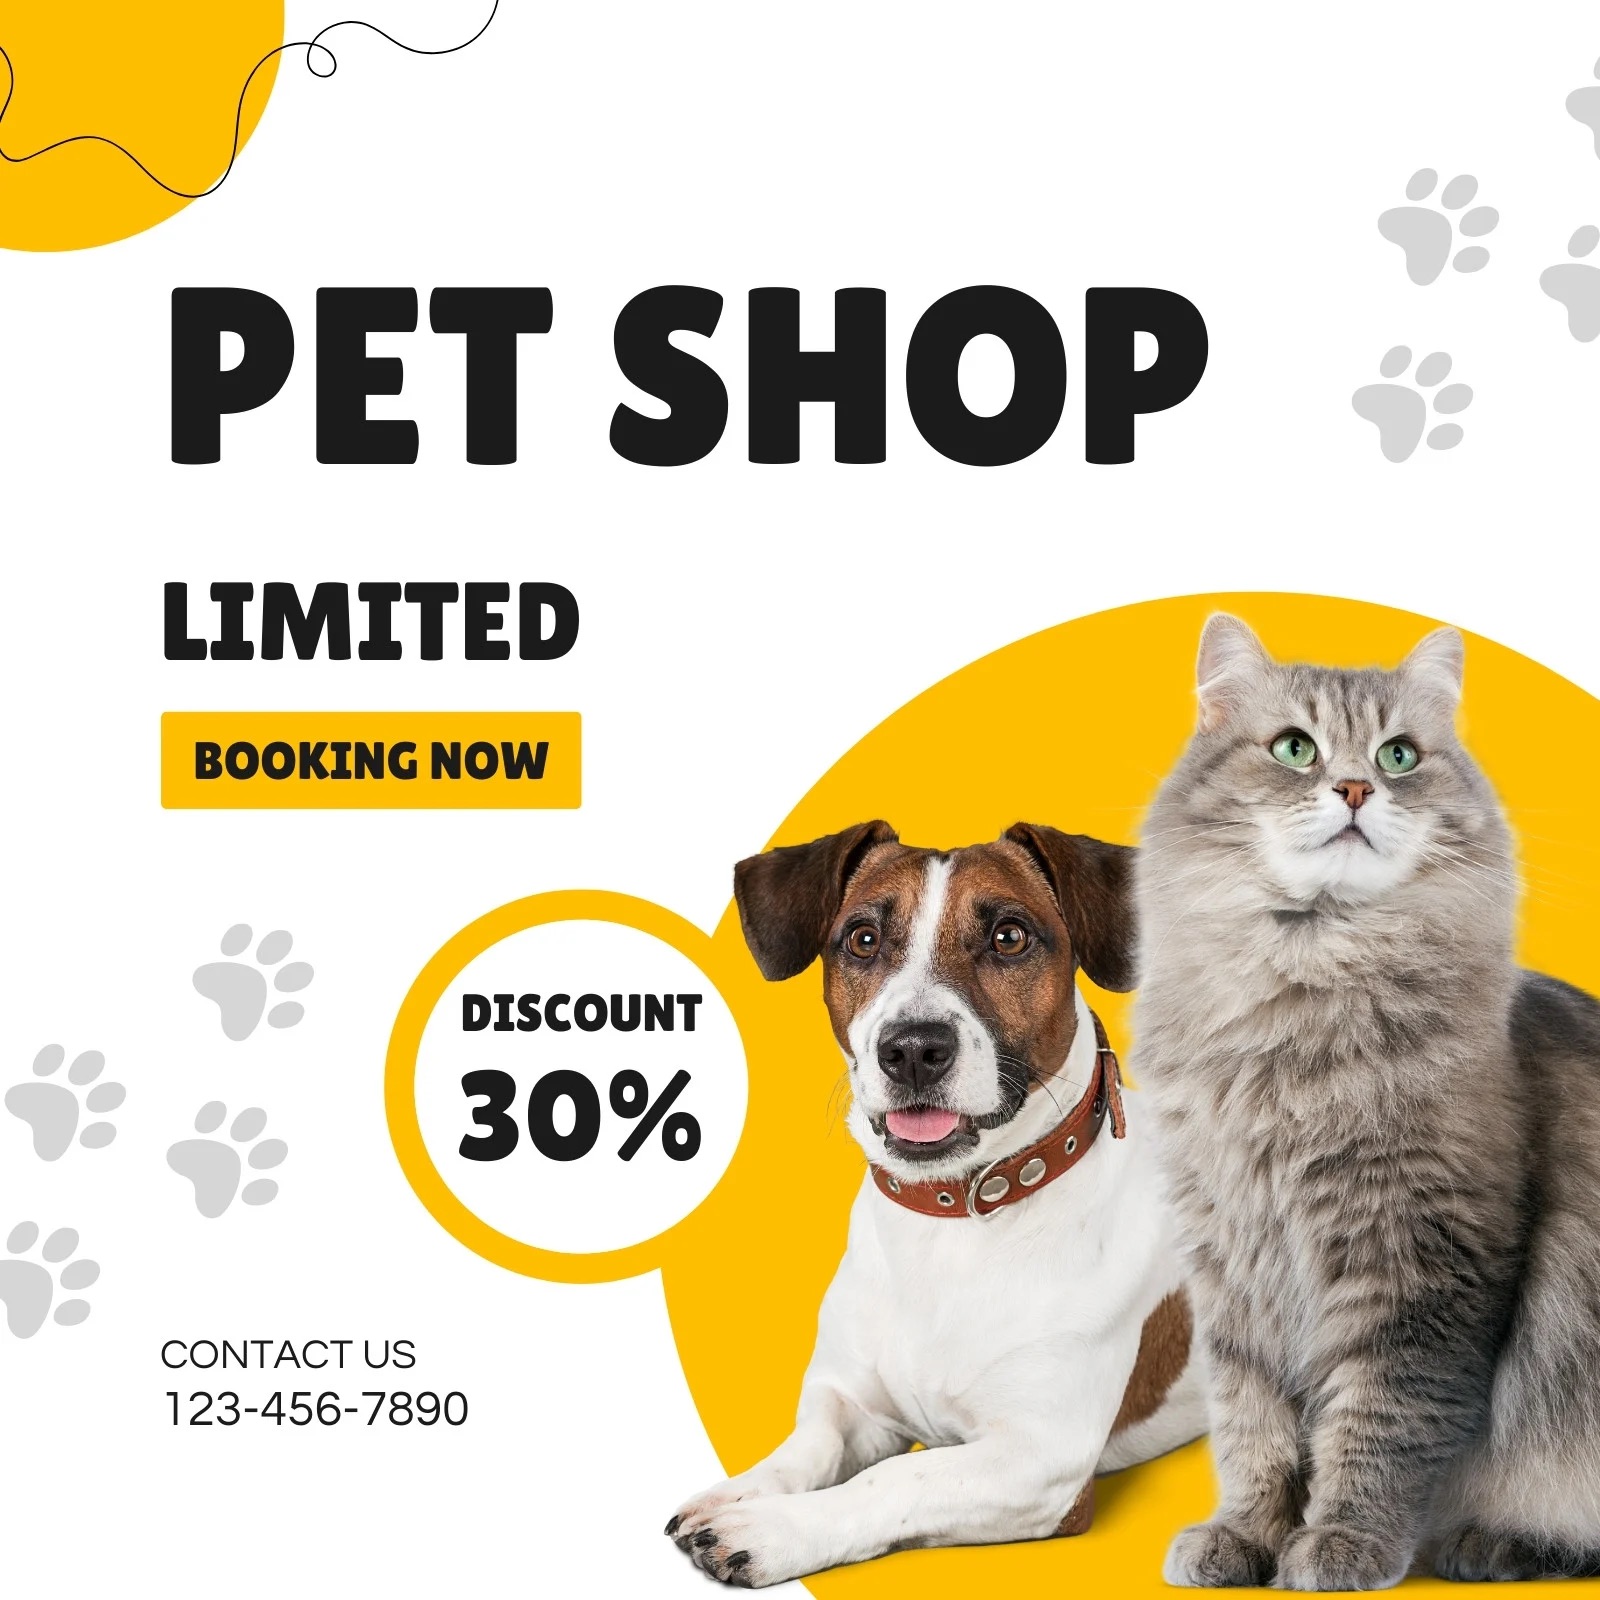 PET SHOP
LIMITED
BOOKING NOW
DISCOUNT
30%
CONTACT US
123-456-7890